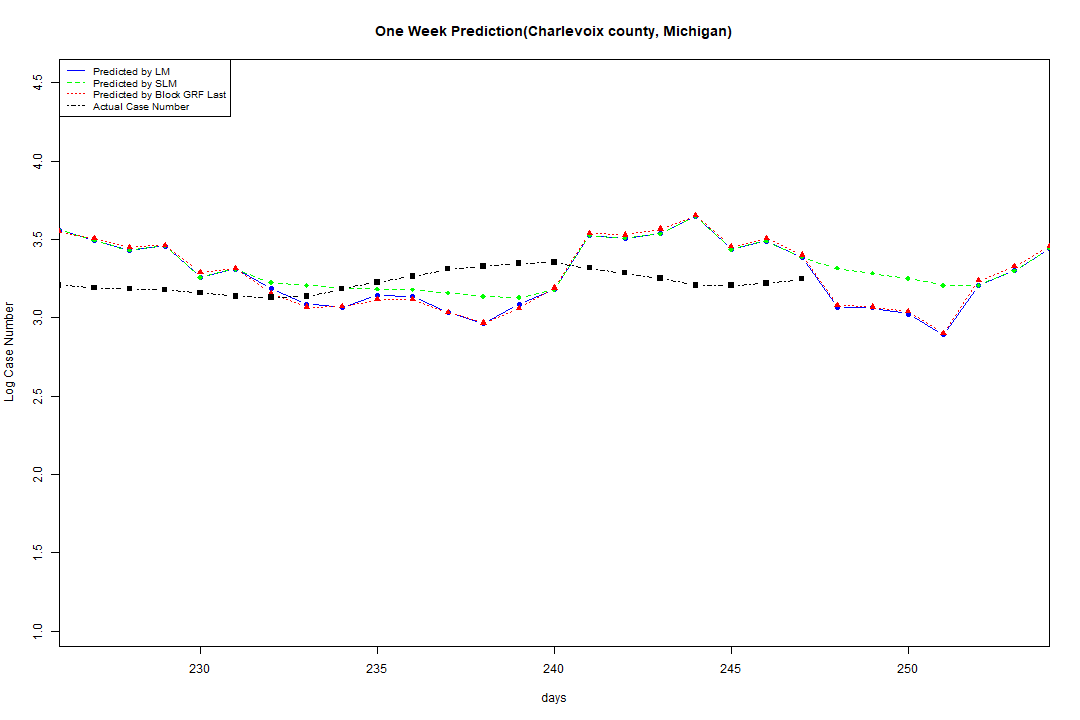 One Week Prediction(Charlevoix county, Michigan)
Predicted by LM
Predicted by SLM
Predicted by Block GRF Last
Actual Case Number
4.5
4.0
3.5
3.0
2.5
2.0
1.5
1.0
Log Case Number
230 235 240 245 250
days